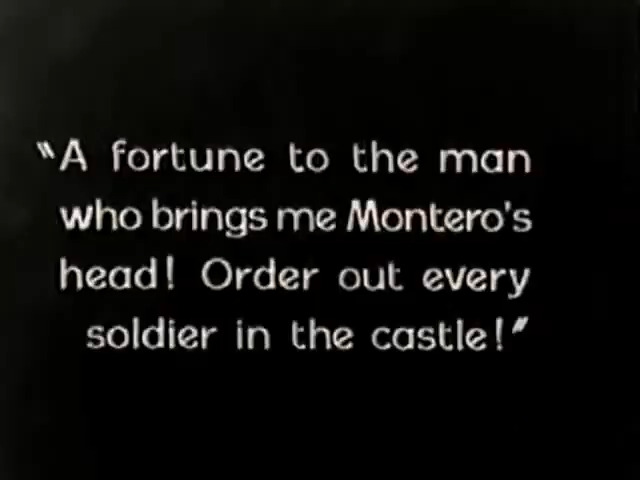 "A fortune to the man
who brings me Montero's
head! Order out every
soldier in the castle!"